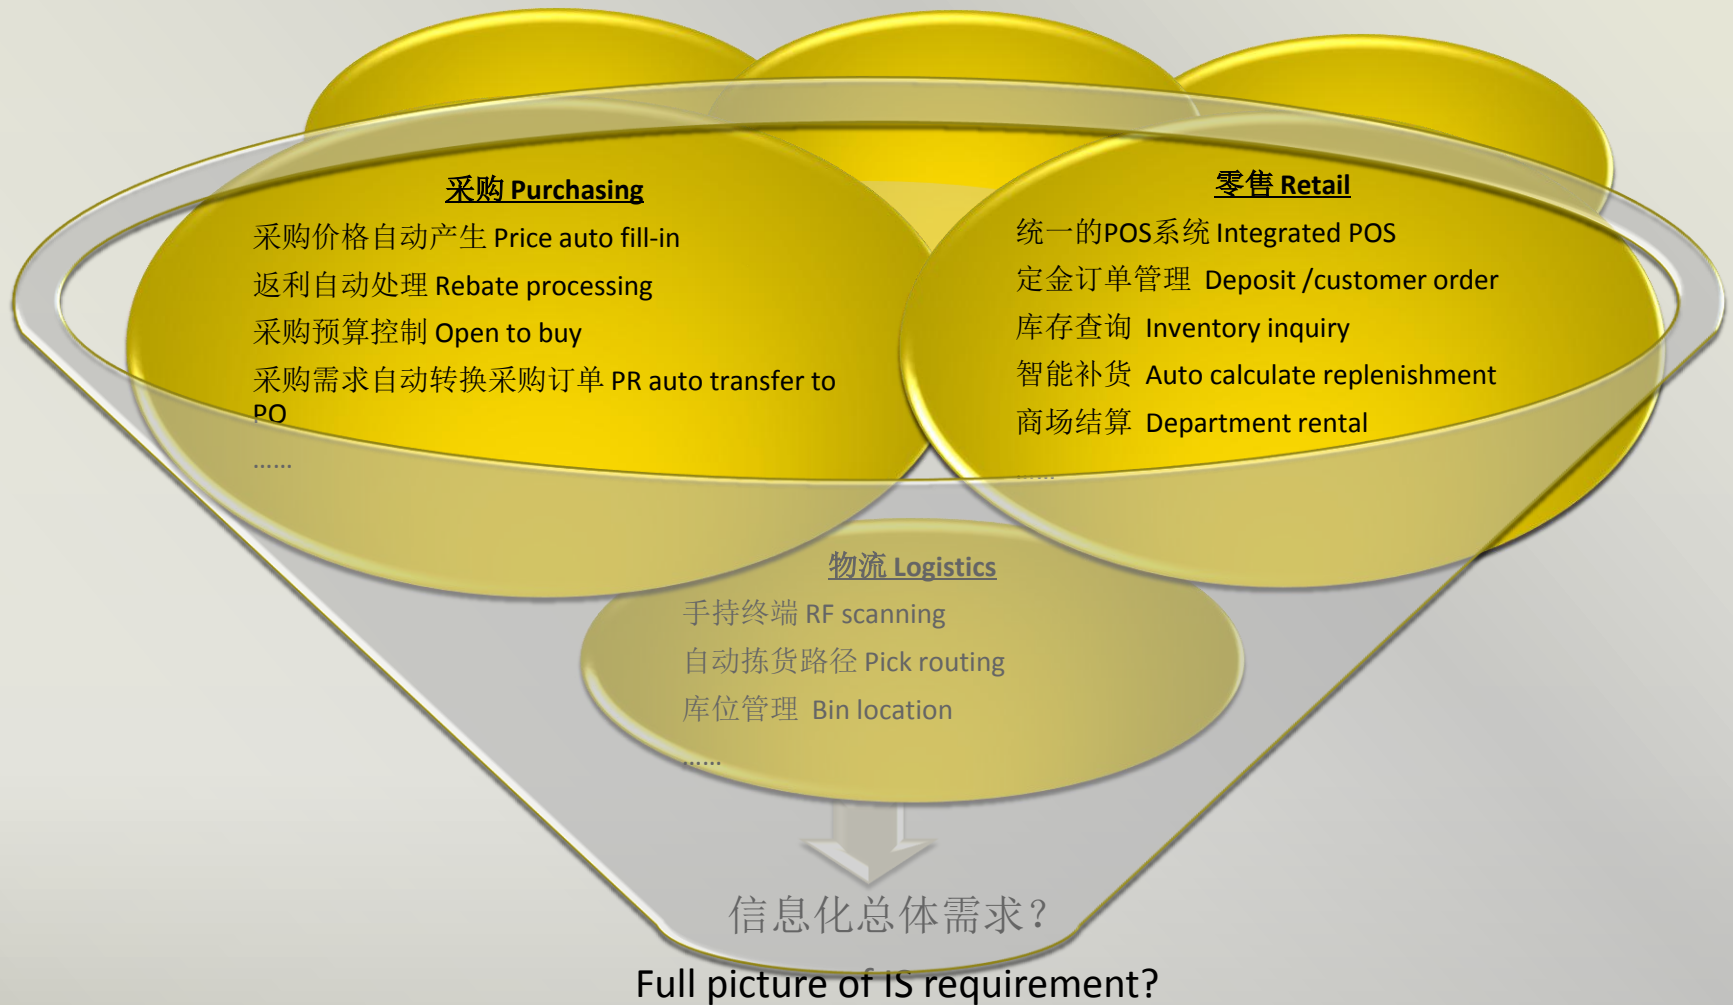 采购 Purchasing
采购价格自动产生 Price auto fill-in
返利自动处理 Rebate processing
采购预算控制 Open to buy
采购需求自动转换采购订单 PR auto transfer to
PO
......
零售 Retail
统一的POS系统 Integrated POS
定金订单管理 Deposit /customer order
库存查询 Inventory inquiry
智能补货 Auto calculate replenishment
商场结算 Department rental
......
物流 Logistics
手持终端 RF scanning
自动拣货路径 Pick routing
库位管理 Bin location
......
信息化总体需求？
Full picture of IS requirement?